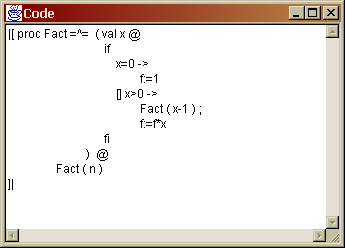 Code
|[ proc Fact =^= ( val x @
if
x=0 ->
f:=1
[] x>0 ->
Fact ( x-1 ) ;
f:=f*x
fi
) @
Fact ( n )
]|